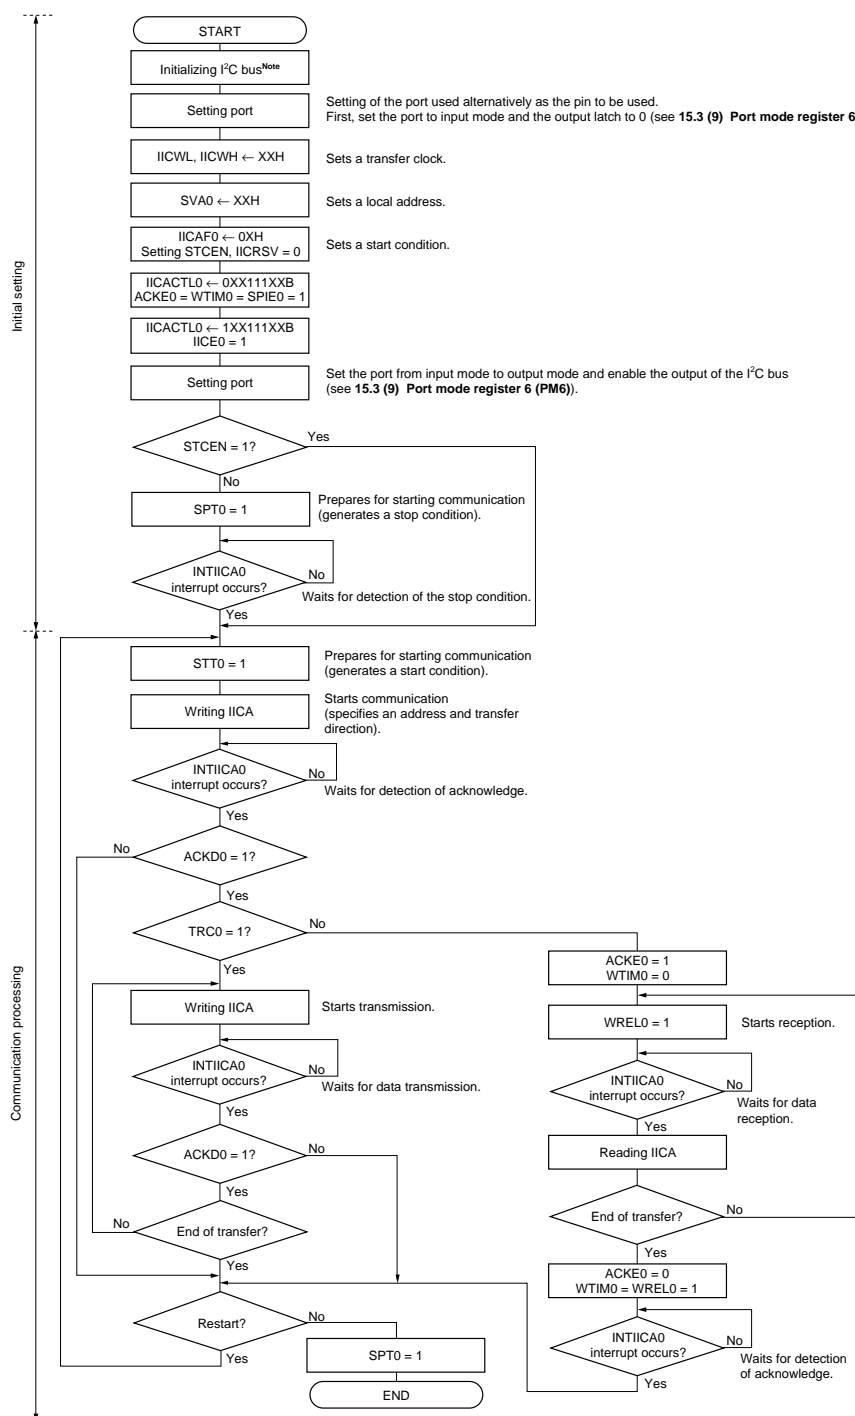 START
Initializing I²C busNote
Setting port
Setting of the port used alternatively as the pin to be used.
First, set the port to input mode and the output latch to 0 (see 15.3 (9) Port mode register 6
IICWL, IICWH ← XXH
Sets a transfer clock.
SVA0 ← XXH
Sets a local address.
IICAF0 ← 0XH
Setting STCEN, IICRSV = 0
Sets a start condition.
Initial setting
IICACTL0 ← 0XX111XXB
ACKE0 = WTIM0 = SPIE0 = 1
IICACTL0 ← 1XX111XXB
IICE0 = 1
Setting port
Set the port from input mode to output mode and enable the output of the I²C bus
(see 15.3 (9) Port mode register 6 (PM6)).
STCEN = 1?
Yes
No
SPT0 = 1
Prepares for starting communication
(generates a stop condition).
INTIICA0
interrupt occurs?
No
Waits for detection of the stop condition.
Yes
STT0 = 1
Prepares for starting communication
(generates a start condition).
Writing IICA
Starts communication
(specifies an address and transfer
direction).
INTIICA0
interrupt occurs?
No
Waits for detection of acknowledge.
Yes
No
ACKD0 = 1?
Yes
TRC0 = 1?
No
Yes
Communication processing
Writing IICA
Starts transmission.
INTIICA0
interrupt occurs?
No
Waits for data transmission.
Yes
ACKD0 = 1?
No
Yes
No
End of transfer?
Yes
ACKE0 = 1
WTIM0 = 0
WREL0 = 1
Starts reception.
INTIICA0
interrupt occurs?
No
Waits for data
reception.
Yes
Reading IICA
End of transfer?
No
Yes
ACKE0 = 0
WTIM0 = WREL0 = 1
INTIICA0
interrupt occurs?
No
Waits for detection
of acknowledge.
Yes
Restart?
No
Yes
SPT0 = 1
END